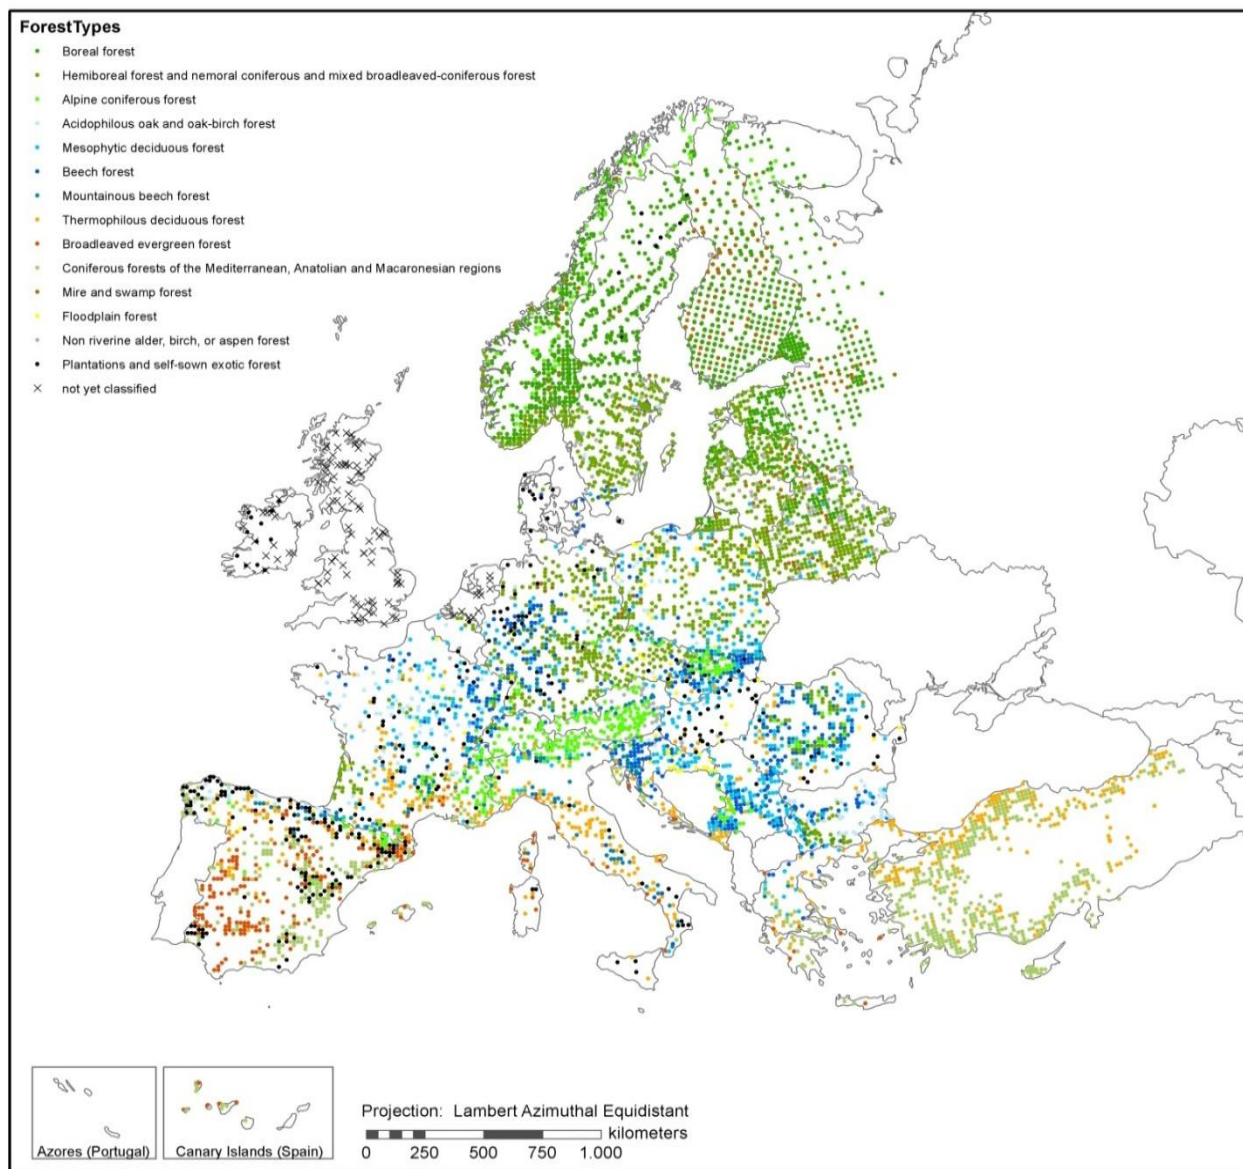 ForestTypes
Boreal forest
Hemiboreal forest and nemoral coniferous and mixed broadleaved-coniferous forest
Alpine coniferous forest
Acidophilous oak and oak-birch forest
Mesophytic deciduous forest
Beech forest
Mountainous beech forest
Thermophilous deciduous forest
Broadleaved evergreen forest
Coniferous forests of the Mediterranean, Anatolian and Macaronesian regions
Mire and swamp forest
Floodplain forest
Non riverine alder, birch, or aspen forest
Plantations and self-sown exotic forest
not yet classified
Azores (Portugal)
Canary Islands (Spain)
Projection: Lambert Azimuthal Equidistant
kilometers
0 250 500 750 1.000